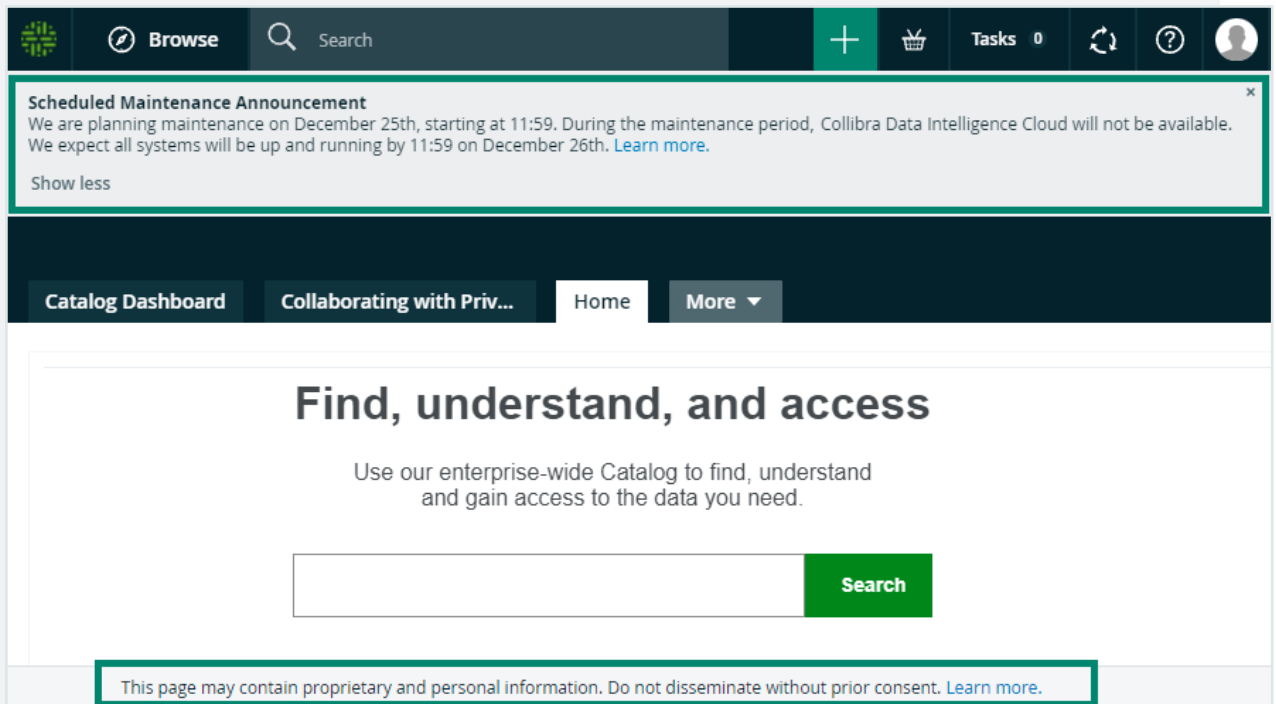 Browse
Search
Tasks 0
Scheduled Maintenance Announcement
We are planning maintenance on December 25th, starting at 11:59. During the maintenance period, Collibra Data Intelligence Cloud will not be available.
We expect all systems will be up and running by 11:59 on December 26th. Learn more.
Show less
Catalog Dashboard
Collaborating with Priv...
Home
More
Find, understand, and access
Use our enterprise-wide Catalog to find, understand
and gain access to the data you need.
Search
This page may contain proprietary and personal information. Do not disseminate without prior consent. Learn more.